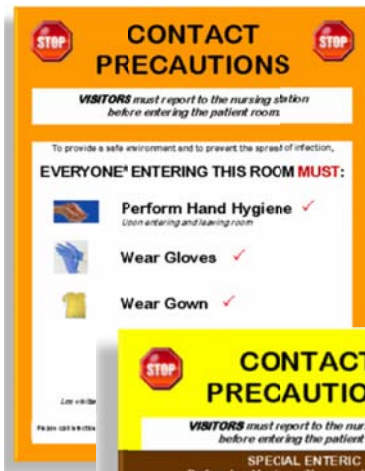 STOP
CONTACT
STOP
PRECAUTIONS
VISITORS must report to the nursing station
before entering the patient room.
To provide a safe environment and to prevent the spread of infection,
EVERYONE* ENTERING THIS ROOM MUST:
Perform Hand Hygiene ✓
Upon entering and leaving room
Wear Gloves ✓
Wear Gown ✓
STOP
CONTACT
PRECAUTIO
VISITORS must report to the nur
before entering the patient
SPECIAL ENTERIC